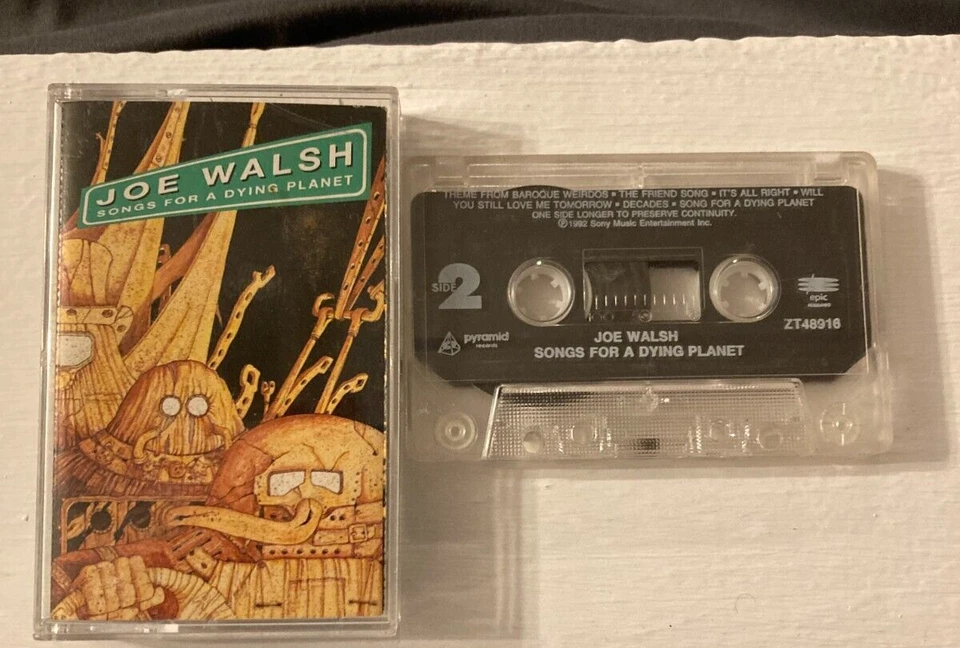 JOE WALSH
SONGS FOR A DYING PLANET
THEME FROM BAROQUE WEIRDOS ▪ THE FRIEND SONG ▪ IT'S ALL RIGHT ▪ WILL
YOU STILL LOVE ME TOMORROW ▪ DECADES ▪ SONG FOR A DYING PLANET
ONE SIDE LONGER TO PRESERVE CONTINUITY.
℗1992 Sony Music Entertainment Inc.
SIDE 2
epic
pyramid
records
ZT48916
JOE WALSH
SONGS FOR A DYING PLANET